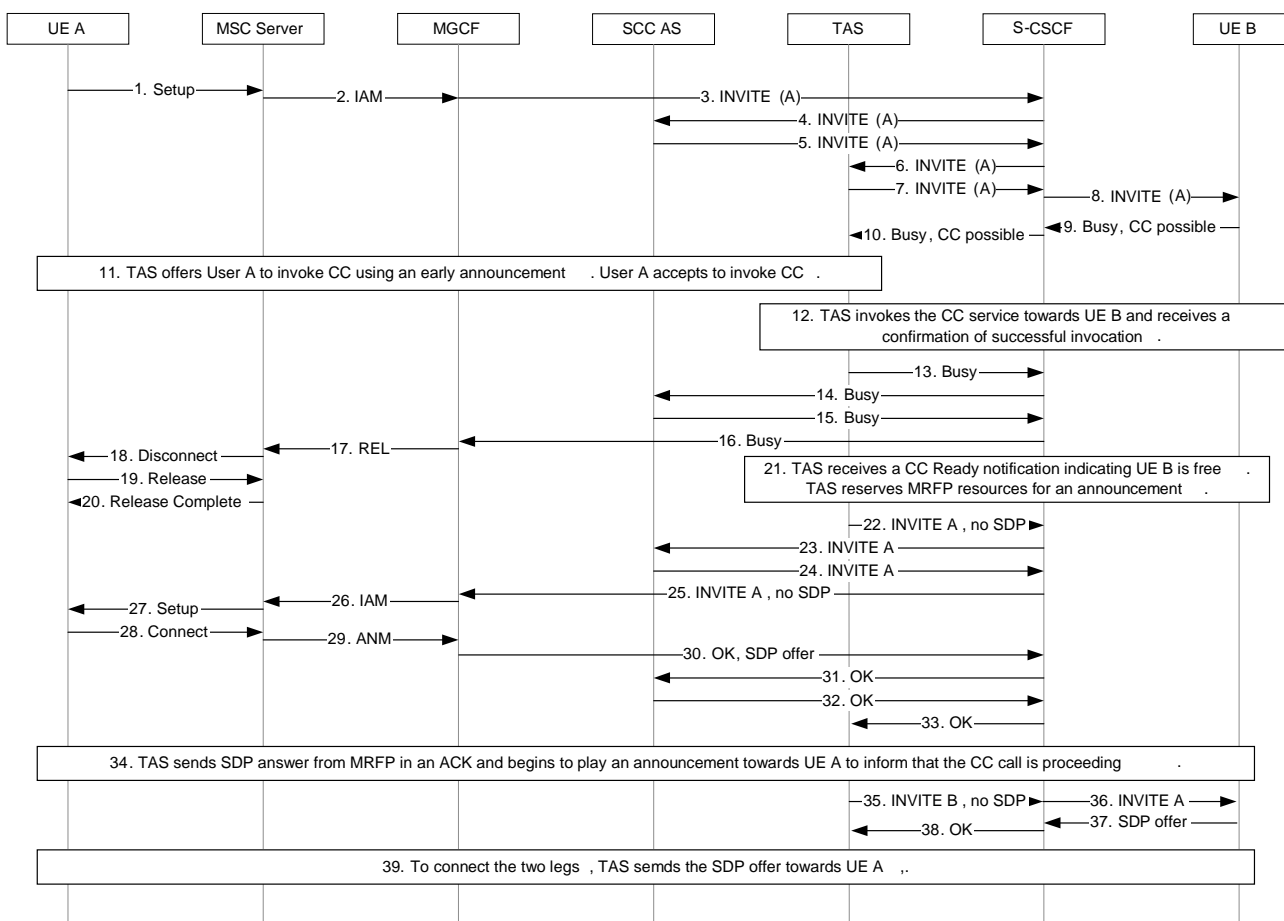 UE A
MSC Server
MGCF
SCC AS
TAS
S-CSCF
UE B
1. Setup
2. IAM
3. INVITE (A)
4. INVITE (A)
5. INVITE (A)
6. INVITE (A)
7. INVITE (A)
8. INVITE (A)
9. Busy, CC possible
10. Busy, CC possible
11. TAS offers User A to invoke CC using an early announcement . User A accepts to invoke CC .
12. TAS invokes the CC service towards UE B and receives a
confirmation of successful invocation .
13. Busy
14. Busy
15. Busy
16. Busy
17. REL
18. Disconnect
19. Release
20. Release Complete
21. TAS receives a CC Ready notification indicating UE B is free .
TAS reserves MRFP resources for an announcement .
22. INVITE A , no SDP
23. INVITE A
24. INVITE A
25. INVITE A , no SDP
26. IAM
27. Setup
28. Connect
29. ANM
30. OK, SDP offer
31. OK
32. OK
33. OK
34. TAS sends SDP answer from MRFP in an ACK and begins to play an announcement towards UE A to inform that the CC call is proceeding .
35. INVITE B , no SDP
36. INVITE A
37. SDP offer
38. OK
39. To connect the two legs , TAS semds the SDP offer towards UE A ,.